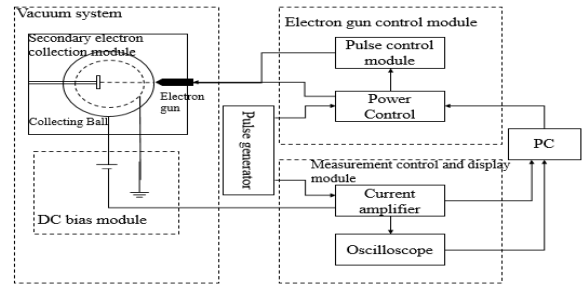 Vacuum system
Secondary electron
collection module
Electron
gun
Collecting Ball
DC bias module
Pulse generator
Electron gun control module
Pulse control
module
Power
Control
PC
Measurement control and display
module
Current
amplifier
Oscilloscope